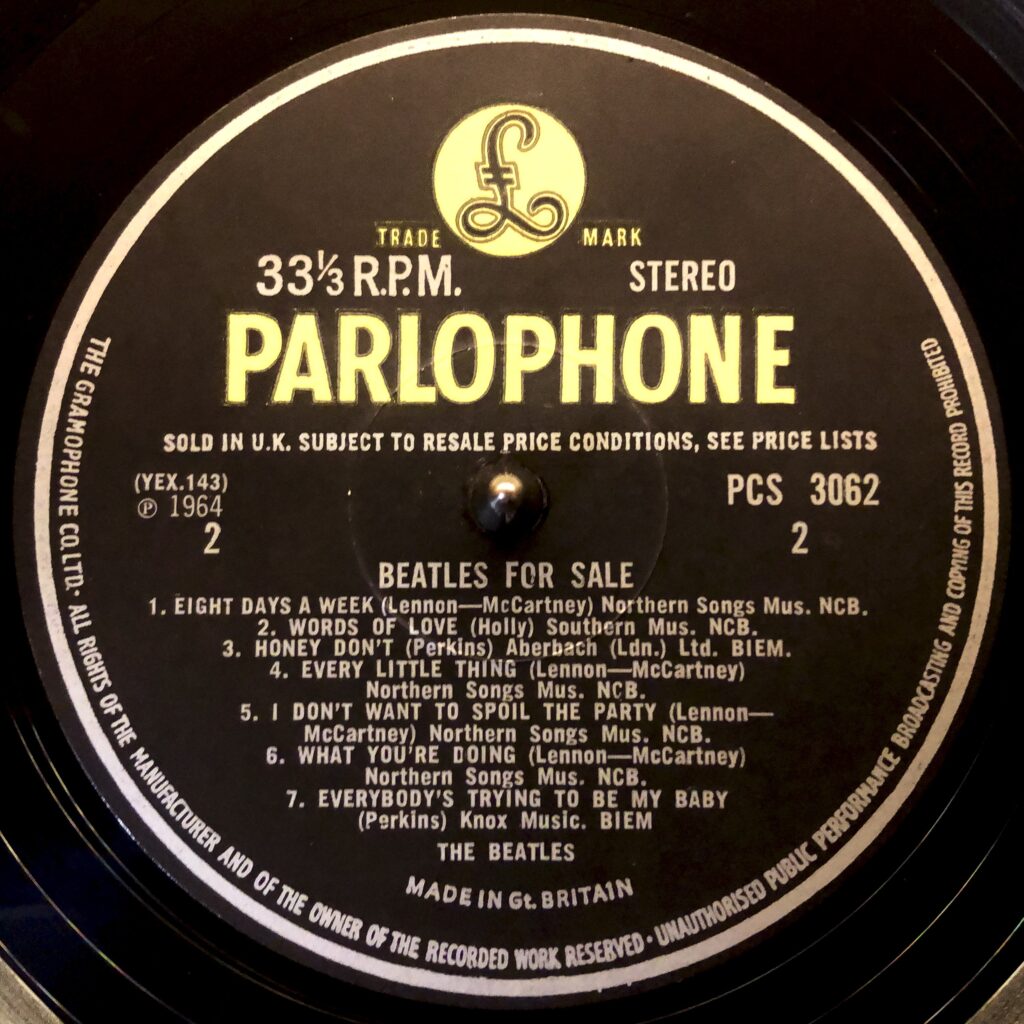 £
TRADE MARK
33⅓ R.P.M. STEREO
PARLOPHONE
SOLD IN U.K. SUBJECT TO RESALE PRICE CONDITIONS, SEE PRICE LISTS
(YEX.143)
℗ 1964 PCS 3062
2 2
BEATLES FOR SALE
1. EIGHT DAYS A WEEK (Lennon—McCartney) Northern Songs Mus. NCB.
2. WORDS OF LOVE (Holly) Southern Mus. NCB.
3. HONEY DON'T (Perkins) Aberbach (Ldn.) Ltd. BIEM.
4. EVERY LITTLE THING (Lennon—McCartney)
Northern Songs Mus. NCB.
5. I DON'T WANT TO SPOIL THE PARTY (Lennon—
McCartney) Northern Songs Mus. NCB.
6. WHAT YOU'RE DOING (Lennon—McCartney)
Northern Songs Mus. NCB.
7. EVERYBODY'S TRYING TO BE MY BABY
(Perkins) Knox Music. BIEM
THE BEATLES
MADE IN Gt. BRITAIN
THE GRAMOPHONE CO. LTD. · ALL RIGHTS OF THE MANUFACTURER AND OF THE OWNER OF THE RECORDED WORK RESERVED · UNAUTHORISED PUBLIC PERFORMANCE BROADCASTING AND COPYING OF THIS RECORD PROHIBITED